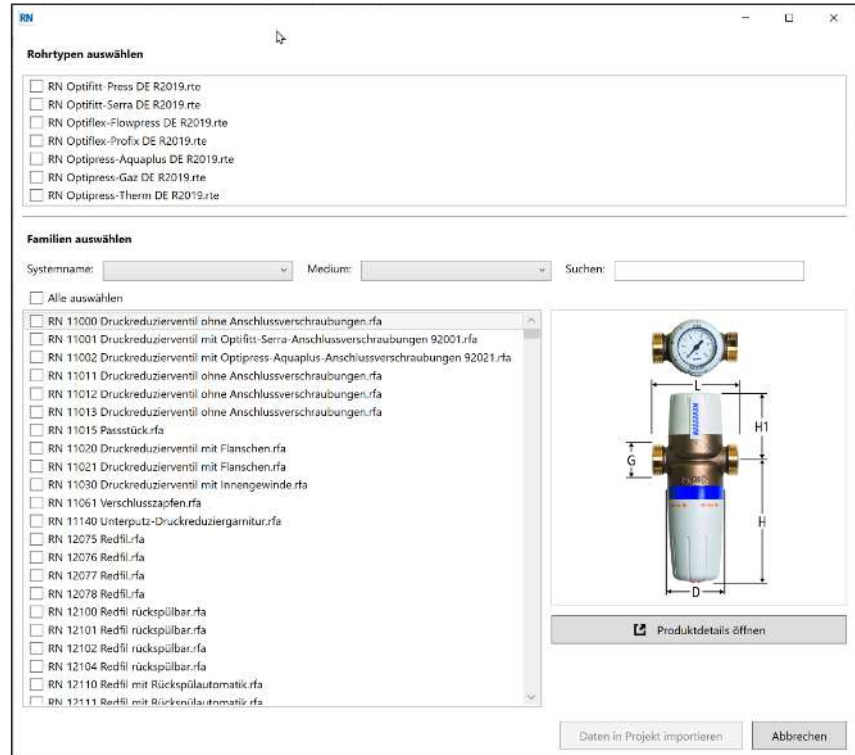 RN
Rohrtypen auswählen
RN Optifitt-Press DE R2019.rte
RN Optifitt-Serra DE R2019.rte
RN Optiflex-Flowpress DE R2019.rte
RN Optiflex-Profix DE R2019.rte
RN Optipress-Aquaplus DE R2019.rte
RN Optipress-Gaz DE R2019.rte
RN Optipress-Therm DE R2019.rte
Familien auswählen
Systemname: Medium: Suchen:
Alle auswählen
RN 11000 Druckreduzierventil ohne Anschlussverschraubungen.rfa
RN 11001 Druckreduzierventil mit Optifitt-Serra-Anschlussverschraubungen 92001.rfa
RN 11002 Druckreduzierventil mit Optipress-Aquaplus-Anschlussverschraubungen 92021.rfa
RN 11011 Druckreduzierventil ohne Anschlussverschraubungen.rfa
RN 11012 Druckreduzierventil ohne Anschlussverschraubungen.rfa
RN 11013 Druckreduzierventil ohne Anschlussverschraubungen.rfa
RN 11015 Passstück.rfa
RN 11020 Druckreduzierventil mit Flanschen.rfa
RN 11021 Druckreduzierventil mit Flanschen.rfa
RN 11030 Druckreduzierventil mit Innengewinde.rfa
RN 11061 Verschlusszapfen.rfa
RN 11140 Unterputz-Druckreduziergarnitur.rfa
RN 12075 Redfil.rfa
RN 12076 Redfil.rfa
RN 12077 Redfil.rfa
RN 12078 Redfil.rfa
RN 12100 Redfil rückspülbar.rfa
RN 12101 Redfil rückspülbar.rfa
RN 12102 Redfil rückspülbar.rfa
RN 12104 Redfil rückspülbar.rfa
RN 12110 Redfil mit Rückspülautomatik.rfa
RN 12111 Redfil mit Rückspülautomatik.rfa
L
H1
G
H
D
Produktdetails öffnen
Daten in Projekt importieren
Abbrechen